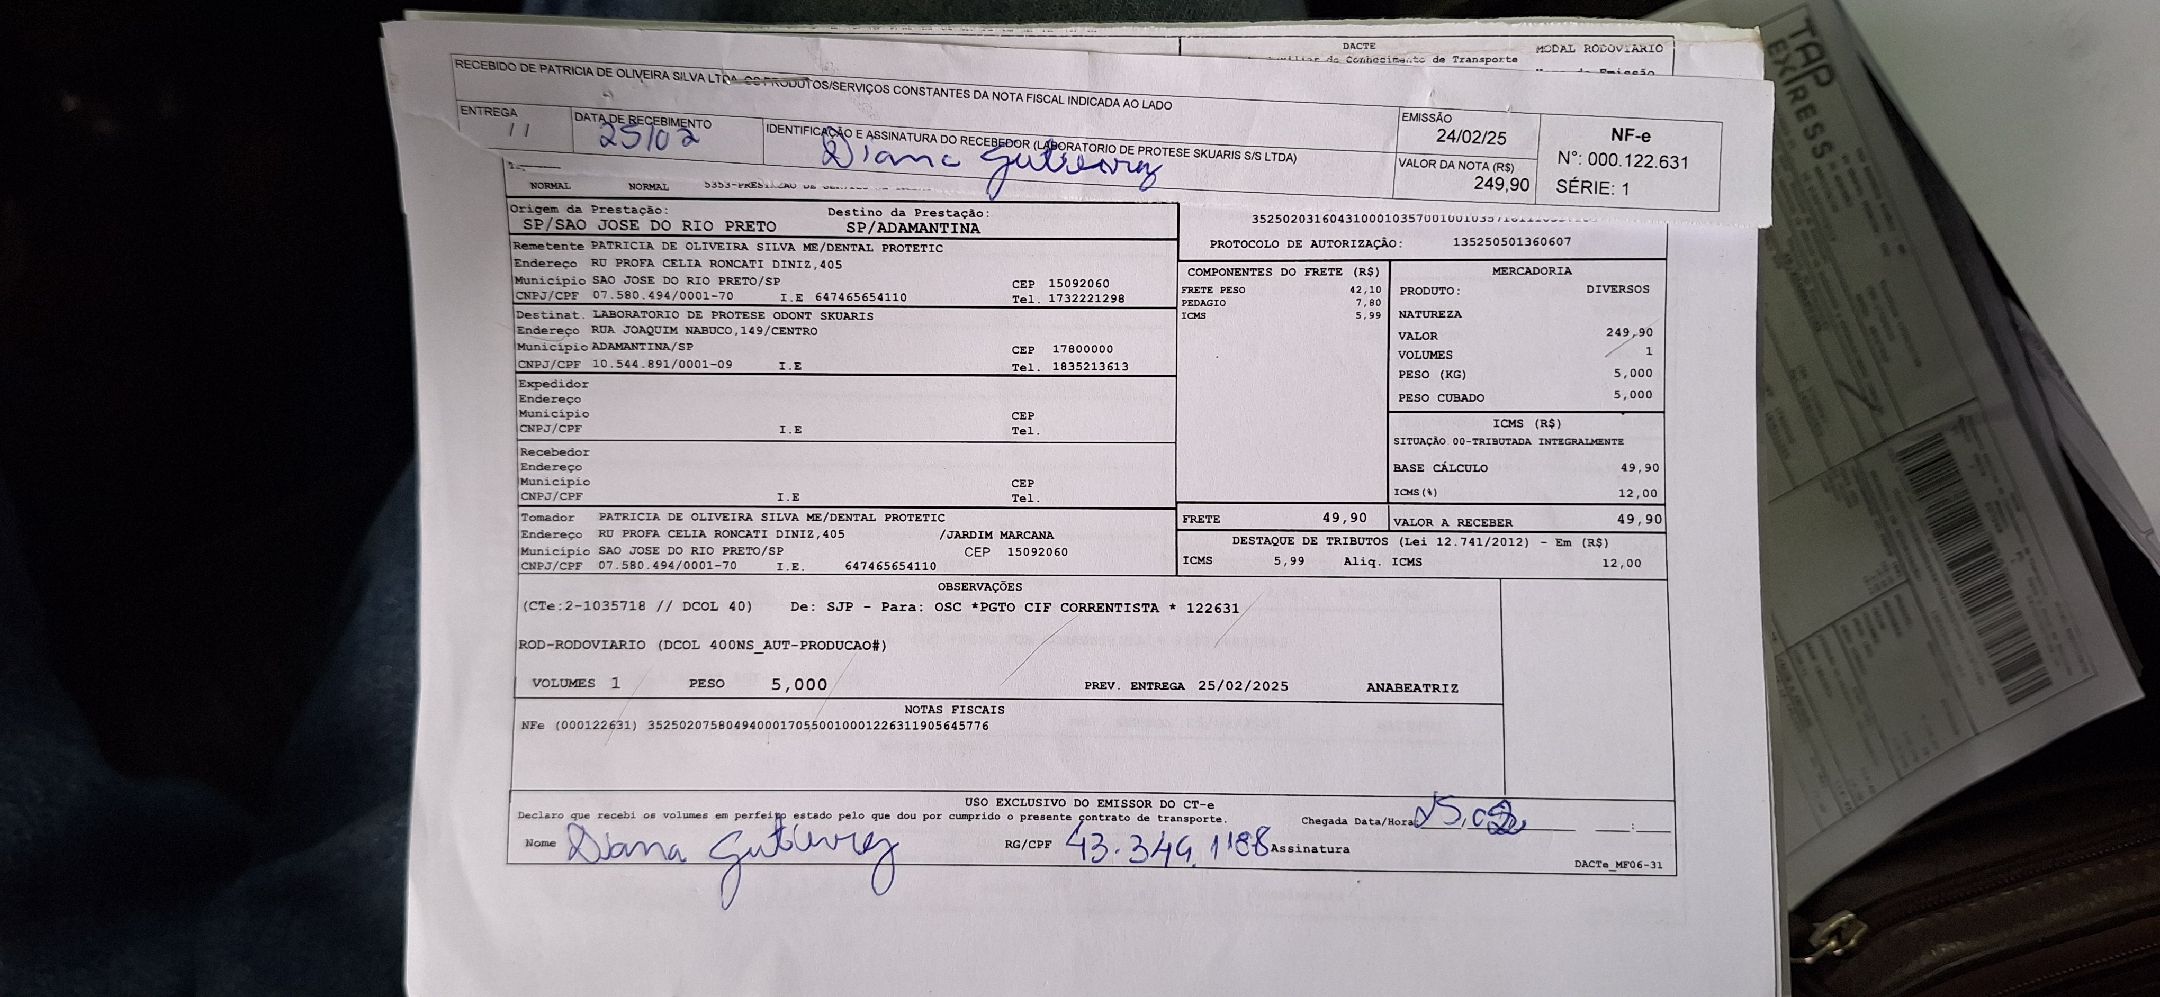 DACTE
MODAL RODOVIÁRIO
de Conhecimento de Transporte
RECEBIDO DE PATRICIA DE OLIVEIRA SILVA LTDA OS PRODUTOS/SERVIÇOS CONSTANTES DA NOTA FISCAL INDICADA AO LADO
ENTREGA
11
DATA DE RECEBIMENTO
25/02
IDENTIFICAÇÃO E ASSINATURA DO RECEBEDOR (LABORATORIO DE PROTESE SKUARIS S/S LTDA)
Diana Gutierrez
EMISSÃO
24/02/25
VALOR DA NOTA (R$)
249,90
NF-e
N°: 000.122.631
SÉRIE: 1
NORMAL NORMAL
Origem da Prestação: Destino da Prestação:
SP/SAO JOSE DO RIO PRETO SP/ADAMANTINA
Remetente PATRICIA DE OLIVEIRA SILVA ME/DENTAL PROTETIC
Endereço RU PROFA CELIA RONCATI DINIZ,405
Município SAO JOSE DO RIO PRETO/SP CEP 15092060
CNPJ/CPF 07.580.494/0001-70 I.E 647465654110 Tel. 1732221298
Destinat. LABORATORIO DE PROTESE ODONT SKUARIS
Endereço RUA JOAQUIM NABUCO,149/CENTRO
Município ADAMANTINA/SP CEP 17800000
CNPJ/CPF 10.544.891/0001-09 I.E Tel. 1835213613
Expedidor
Endereço
Município CEP
CNPJ/CPF I.E Tel.
Recebedor
Endereço
Município CEP
CNPJ/CPF I.E Tel.
Tomador PATRICIA DE OLIVEIRA SILVA ME/DENTAL PROTETIC
Endereço RU PROFA CELIA RONCATI DINIZ,405 /JARDIM MARCANA
Município SAO JOSE DO RIO PRETO/SP CEP 15092060
CNPJ/CPF 07.580.494/0001-70 I.E. 647465654110
PROTOCOLO DE AUTORIZAÇÃO: 135250501360607
COMPONENTES DO FRETE (R$)
FRETE PESO 42,10
PEDAGIO 7,80
ICMS 5,99
MERCADORIA
PRODUTO: DIVERSOS
NATUREZA
VALOR 249,90
VOLUMES 1
PESO (KG) 5,000
PESO CUBADO 5,000
ICMS (R$)
SITUAÇÃO 00-TRIBUTADA INTEGRALMENTE
BASE CÁLCULO 49,90
ICMS(%) 12,00
FRETE 49,90
VALOR A RECEBER 49,90
DESTAQUE DE TRIBUTOS (Lei 12.741/2012) - Em (R$)
ICMS 5,99 Aliq. ICMS 12,00
OBSERVAÇÕES
(CTe:2-1035718 // DCOL 40) De: SJP - Para: OSC *PGTO CIF CORRENTISTA * 122631
ROD-RODOVIARIO (DCOL 400NS_AUT-PRODUCAO#)
VOLUMES 1 PESO 5,000 PREV. ENTREGA 25/02/2025 ANABEATRIZ
NOTAS FISCAIS
NFe (000122631) 35250207580494000170550010001226311905645776
USO EXCLUSIVO DO EMISSOR DO CT-e
Declaro que recebi os volumes em perfeito estado pelo que dou por cumprido o presente contrato de transporte.
Chegada Data/Hora 25.02
Nome Diana Gutierrez RG/CPF 43.349.1188 Assinatura
DACTe_MF06-31